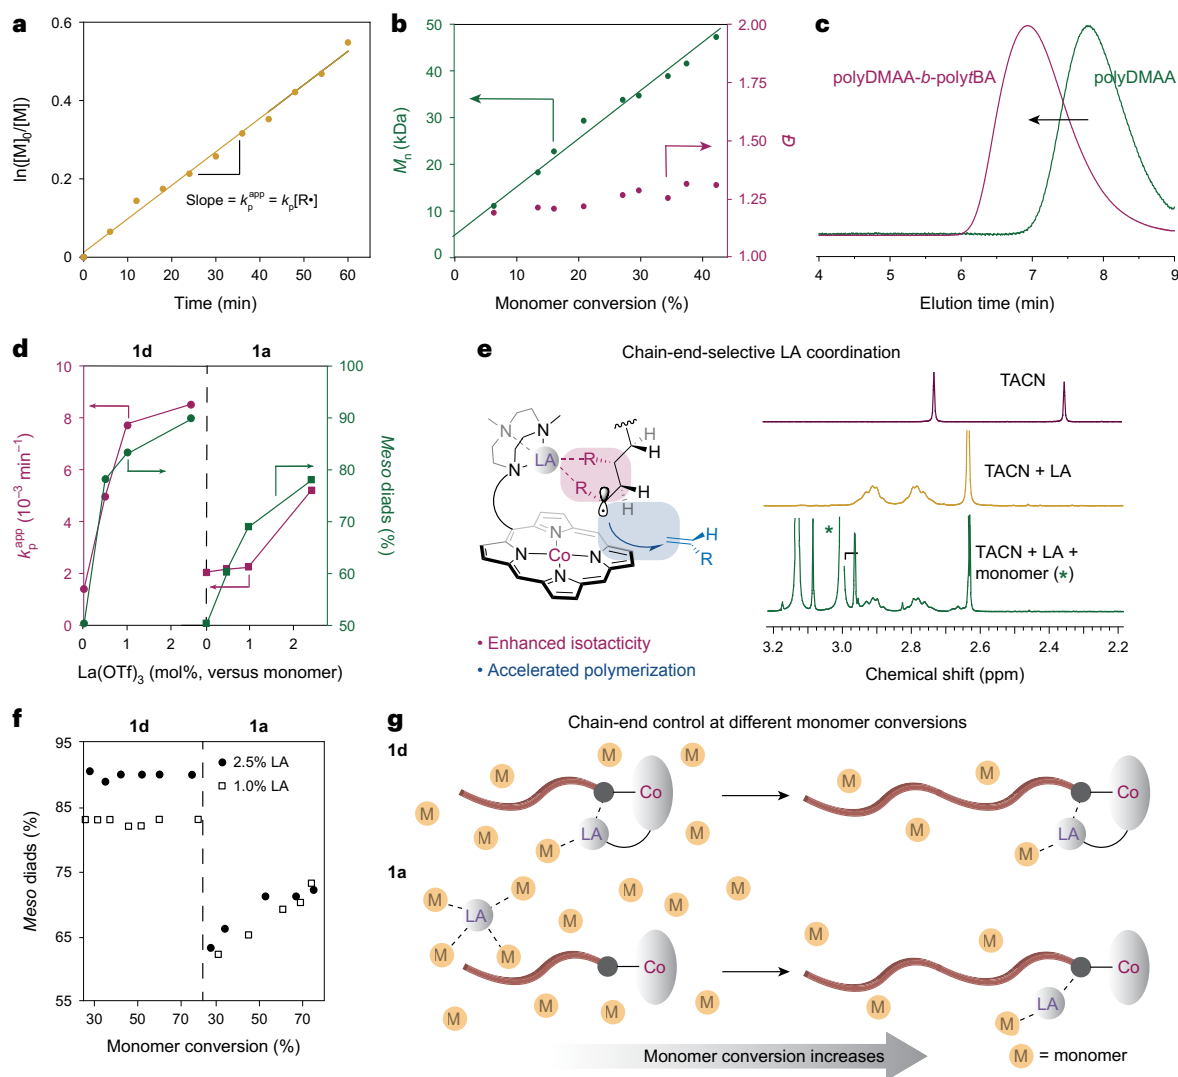 a
0.6
0.4
0.2
0
ln([M]0/[M])
Slope = kp^app = kp[R•]
0 10 20 30 40 50 60
Time (min)
b
50
40
30
20
10
0
Mn (kDa)
2.00
1.75
1.50
1.25
1.00
Đ
0 10 20 30 40
Monomer conversion (%)
c
polyDMAA-b-polytBA
polyDMAA
4 5 6 7 8 9
Elution time (min)
d
1d 1a
10
8
6
4
2
0
kp^app (10−3 min−1)
100
90
80
70
60
50
Meso diads (%)
0 1 2 0 1 2
La(OTf)3 (mol%, versus monomer)
e
Chain-end-selective LA coordination
N
N
N
LA
R
R
H
H
H
H
N
N
Co
N
N
H
R
• Enhanced isotacticity
• Accelerated polymerization
TACN
TACN + LA
*
TACN + LA +
monomer (*)
3.2 3.0 2.8 2.6 2.4 2.2
Chemical shift (ppm)
f
1d 1a
95
85
75
65
55
Meso diads (%)
2.5% LA
1.0% LA
30 50 70 30 50 70
Monomer conversion (%)
g
Chain-end control at different monomer conversions
1d
M
M
M
M
M
M
Co
LA
M
M
M
M
Co
LA
1a
M
M
M
M
LA
M
M
M
M
M
M
M
M
M
Co
M
M
M
M
Co
LA
Monomer conversion increases
M = monomer